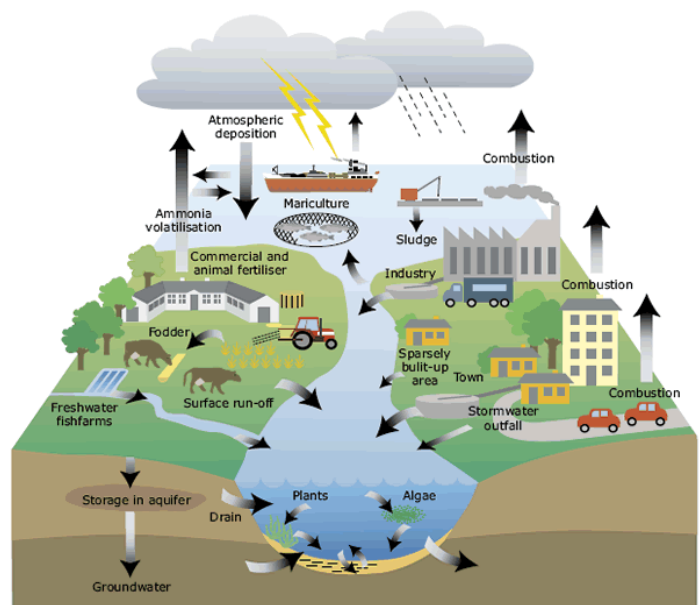 Atmospheric
deposition
Combustion
Ammonia
volatilisation
Mariculture
Sludge
Commercial and
animal fertiliser
Industry
Combustion
Fodder
Sparsely
bulit-up
area
Town
Combustion
Freshwater
fishfarms
Surface run-off
Stormwater
outfall
Storage in aquifer
Drain
Plants
Algae
Groundwater